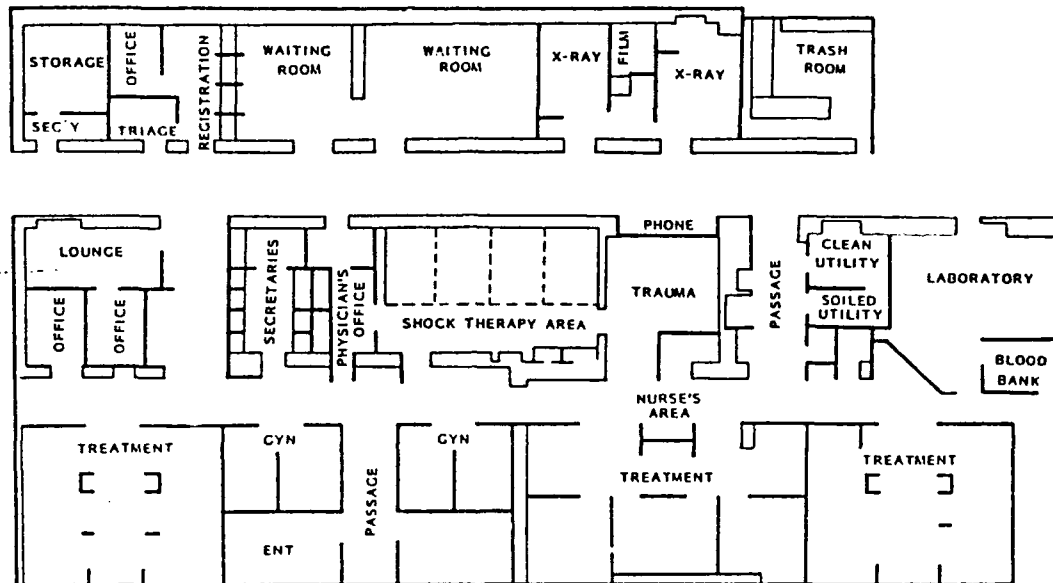 STORAGE
OFFICE
SEC'Y
TRIAGE
REGISTRATION
WAITING
ROOM
WAITING
ROOM
X-RAY
FILM
X-RAY
TRASH
ROOM
LOUNGE
OFFICE
OFFICE
SECRETARIES
PHYSICIAN'S
OFFICE
SHOCK THERAPY AREA
PHONE
TRAUMA
PASSAGE
CLEAN
UTILITY
SOILED
UTILITY
LABORATORY
BLOOD
BANK
NURSE'S
AREA
TREATMENT
GYN
PASSAGE
GYN
ENT
TREATMENT
TREATMENT